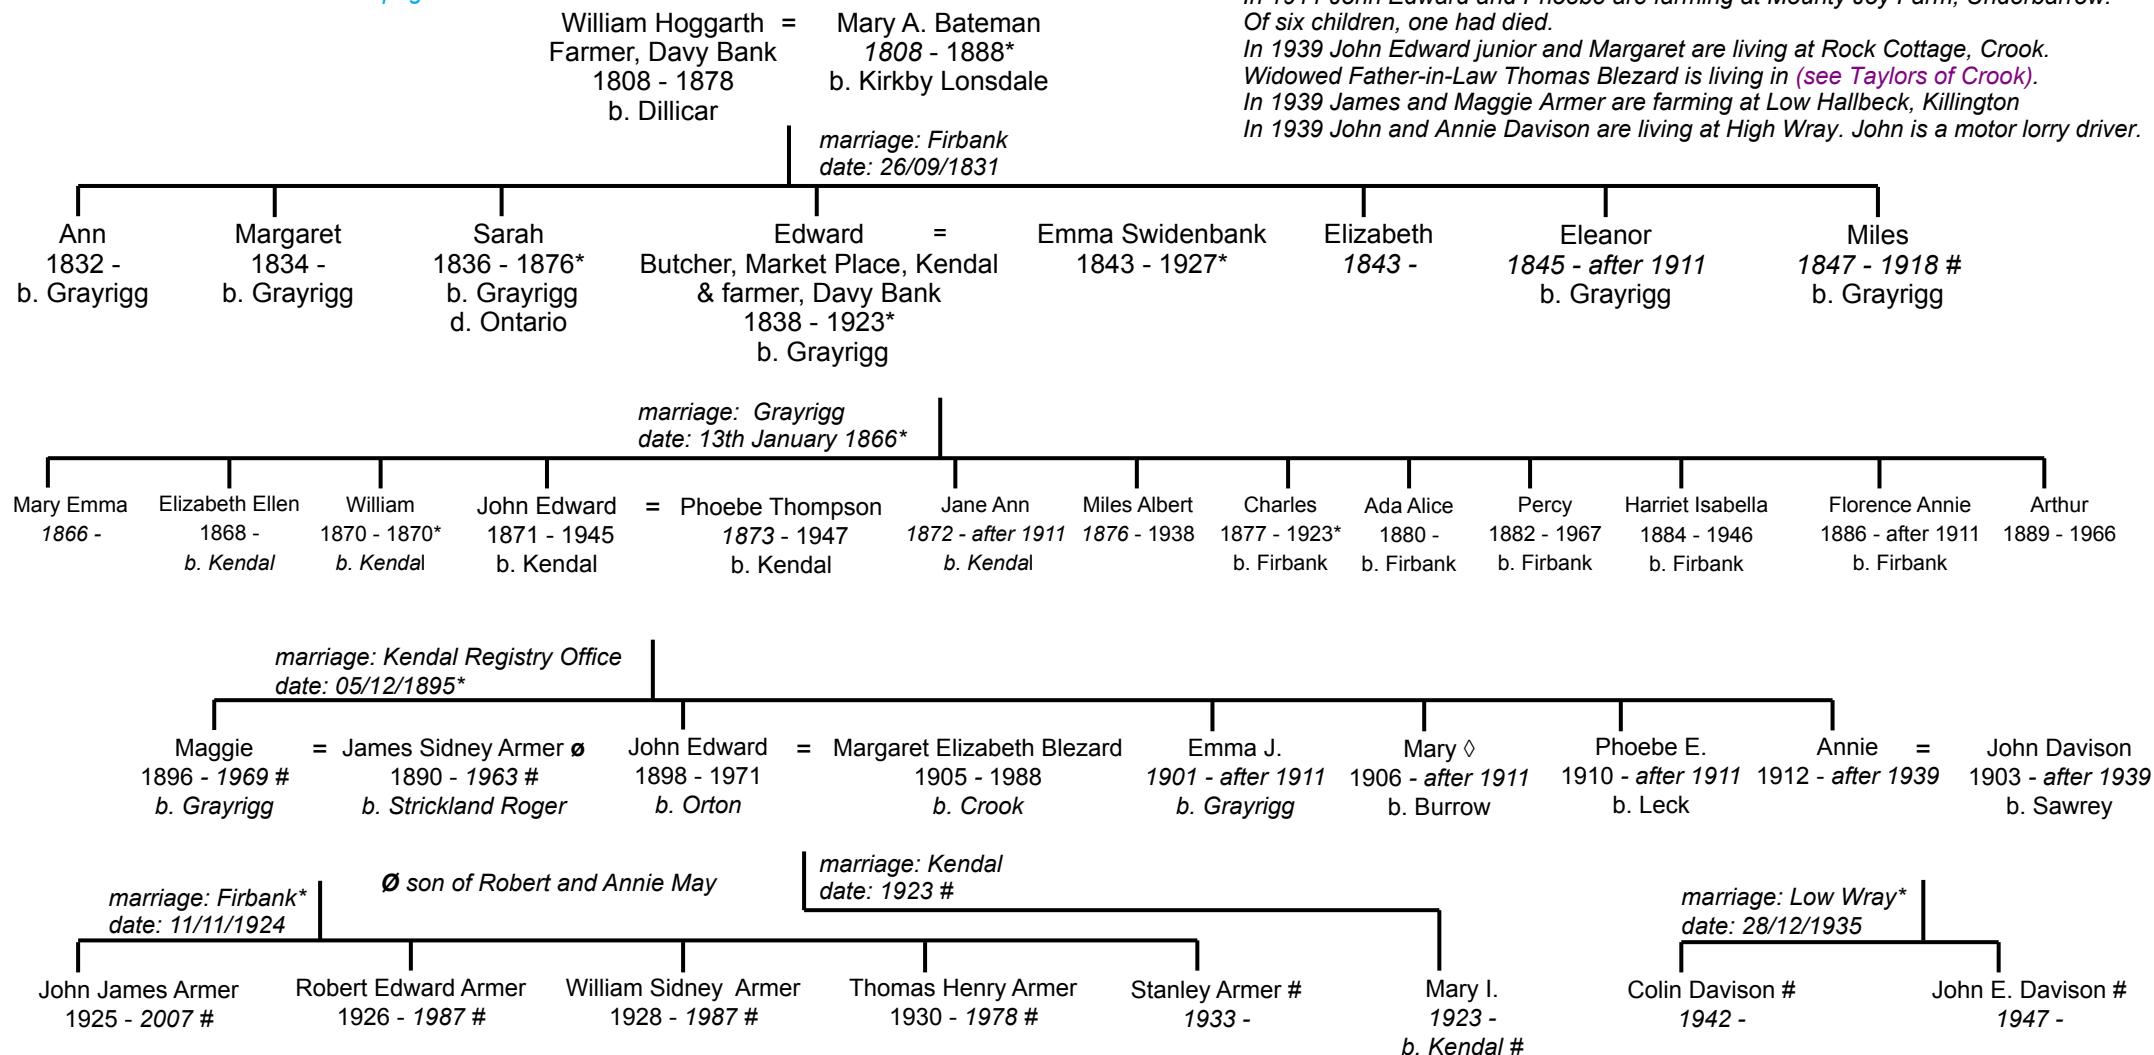 William Hoggarth = Mary A. Bateman
Farmer, Davy Bank 1808 - 1888*
1808 - 1878 b. Kirkby Lonsdale
b. Dillicar
In 1911 John Edward and Phoebe are farming at Mounty Joy Farm, Underbarrow.
Of six children, one had died.
In 1939 John Edward junior and Margaret are living at Rock Cottage, Crook.
Widowed Father-in-Law Thomas Blezard is living in (see Taylors of Crook).
In 1939 James and Maggie Armer are farming at Low Hallbeck, Killington
In 1939 John and Annie Davison are living at High Wray. John is a motor lorry driver.
marriage: Firbank
date: 26/09/1831
Ann
1832 -
b. Grayrigg
Margaret
1834 -
b. Grayrigg
Sarah
1836 - 1876*
b. Grayrigg
d. Ontario
Edward =
Butcher, Market Place, Kendal
& farmer, Davy Bank
1838 - 1923*
b. Grayrigg
Emma Swidenbank
1843 - 1927*
Elizabeth
1843 -
Eleanor
1845 - after 1911
b. Grayrigg
Miles
1847 - 1918 #
b. Grayrigg
marriage: Grayrigg
date: 13th January 1866*
Mary Emma
1866 -
Elizabeth Ellen
1868 -
b. Kendal
William
1870 - 1870*
b. Kendal
John Edward =
1871 - 1945
b. Kendal
Phoebe Thompson
1873 - 1947
b. Kendal
Jane Ann
1872 - after 1911
b. Kendal
Miles Albert
1876 - 1938
Charles
1877 - 1923*
b. Firbank
Ada Alice
1880 -
b. Firbank
Percy
1882 - 1967
b. Firbank
Harriet Isabella
1884 - 1946
b. Firbank
Florence Annie
1886 - after 1911
b. Firbank
Arthur
1889 - 1966
marriage: Kendal Registry Office
date: 05/12/1895*
Maggie =
1896 - 1969 #
b. Grayrigg
James Sidney Armer ø
1890 - 1963 #
b. Strickland Roger
John Edward =
1898 - 1971
b. Orton
Margaret Elizabeth Blezard
1905 - 1988
b. Crook
Emma J.
1901 - after 1911
b. Grayrigg
Mary ◊
1906 - after 1911
b. Burrow
Phoebe E.
1910 - after 1911
b. Leck
Annie =
1912 - after 1939
John Davison
1903 - after 1939
b. Sawrey
marriage: Firbank*
date: 11/11/1924
Ø son of Robert and Annie May
marriage: Kendal
date: 1923 #
marriage: Low Wray*
date: 28/12/1935
John James Armer
1925 - 2007 #
Robert Edward Armer
1926 - 1987 #
William Sidney Armer
1928 - 1987 #
Thomas Henry Armer
1930 - 1978 #
Stanley Armer #
1933 -
Mary I.
1923 -
b. Kendal #
Colin Davison #
1942 -
John E. Davison #
1947 -